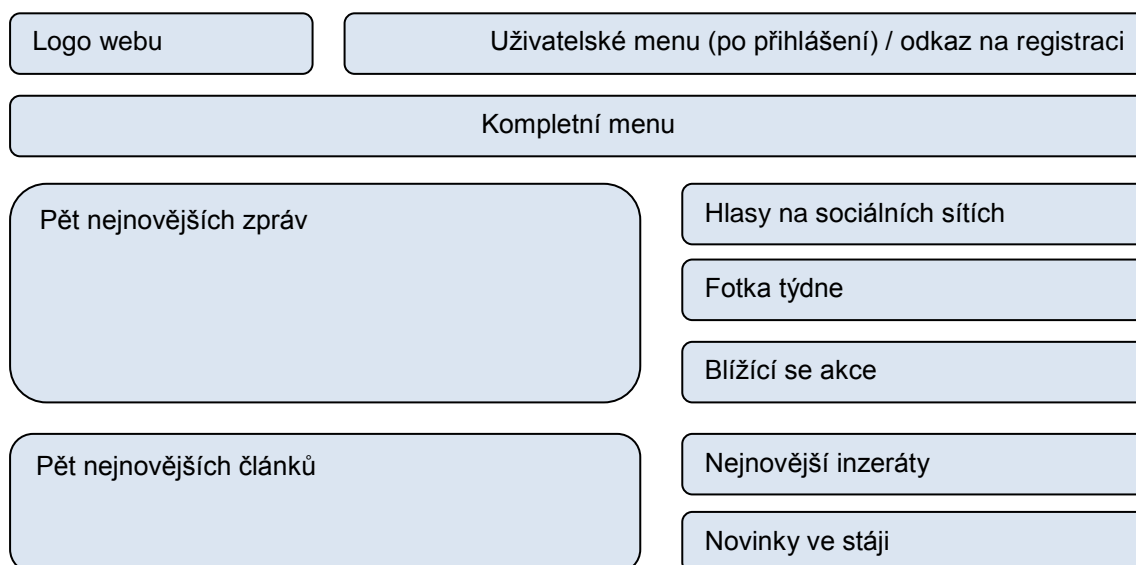 Logo webu
Uživatelské menu (po přihlášení) / odkaz na registraci
Kompletní menu
Pět nejnovějších zpráv
Hlasy na sociálních sítích
Fotka týdne
Blížící se akce
Pět nejnovějších článků
Nejnovější inzeráty
Novinky ve stáji